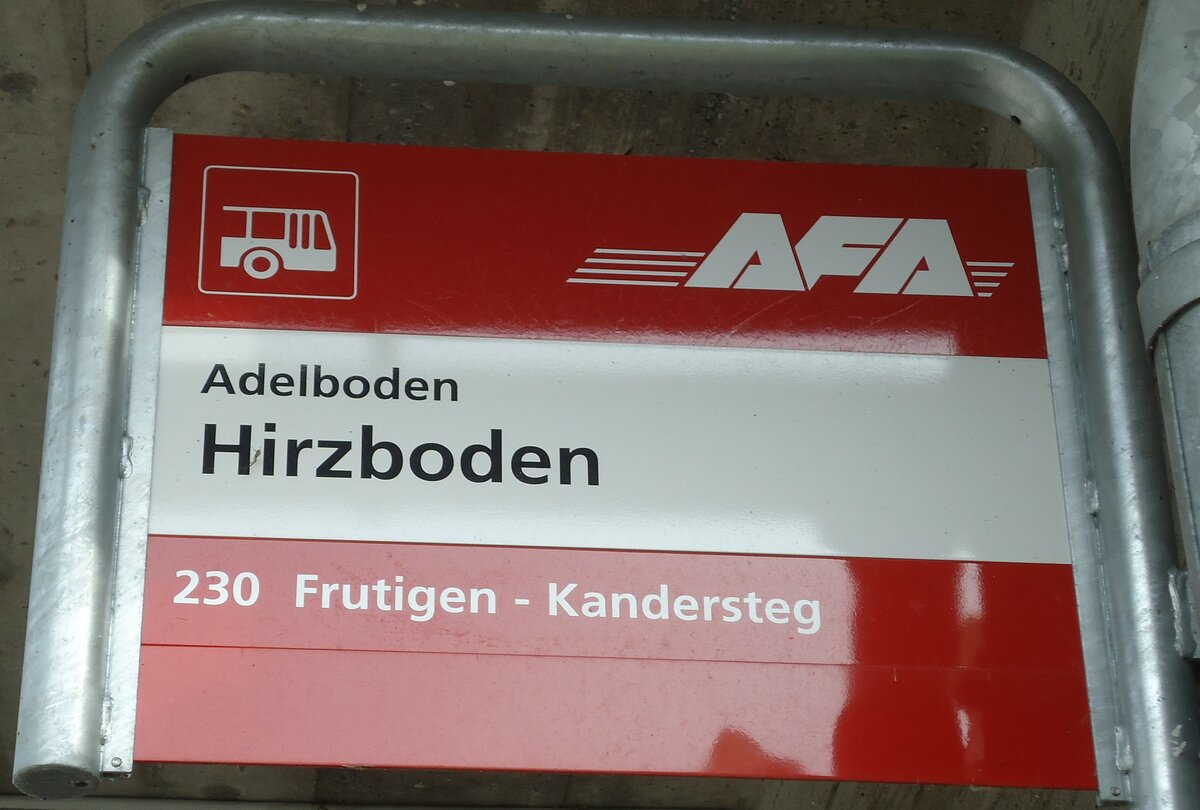 AFA
Adelboden
Hirzboden
230 Frutigen - Kandersteg